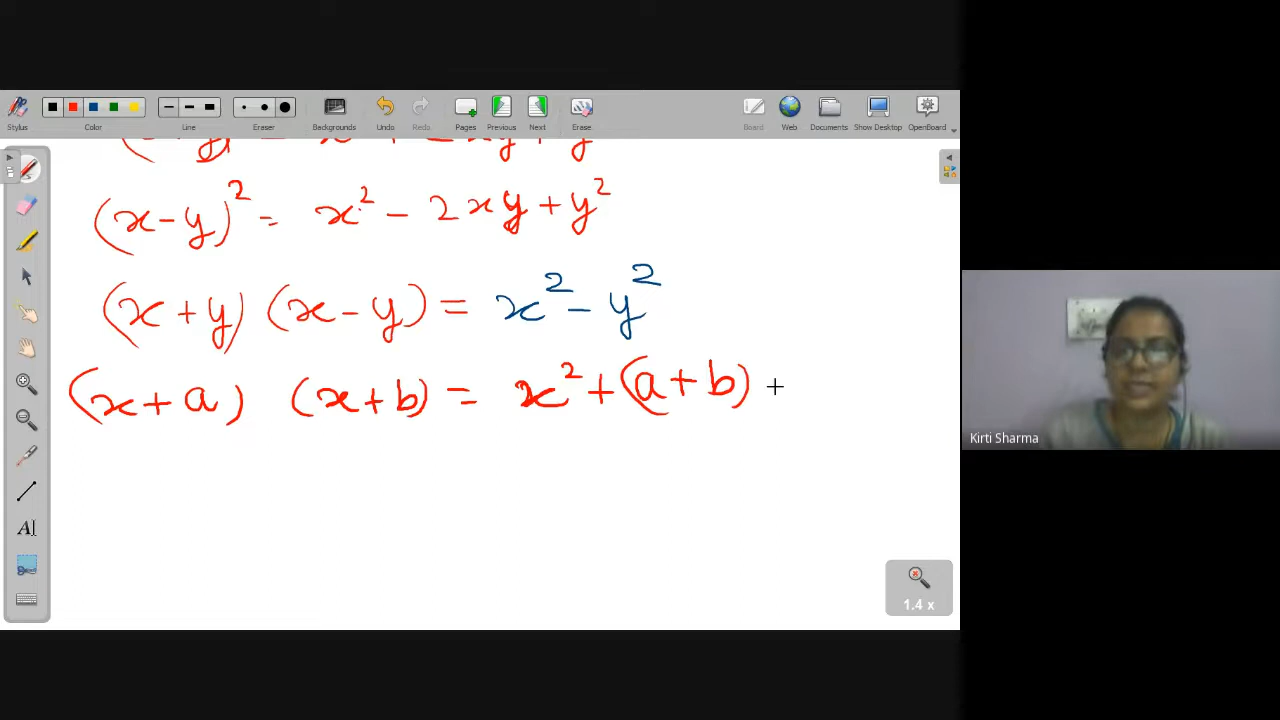 Stylus Color Line Eraser Backgrounds Undo Redo Pages Previous Next Erase Board Web Documents Show Desktop OpenBoard
(x-y)² = x² - 2xy + y²
(x+y) (x-y) = x² - y²
(x+a) (x+b) = x² + (a+b)
Kirti Sharma
1.4 x